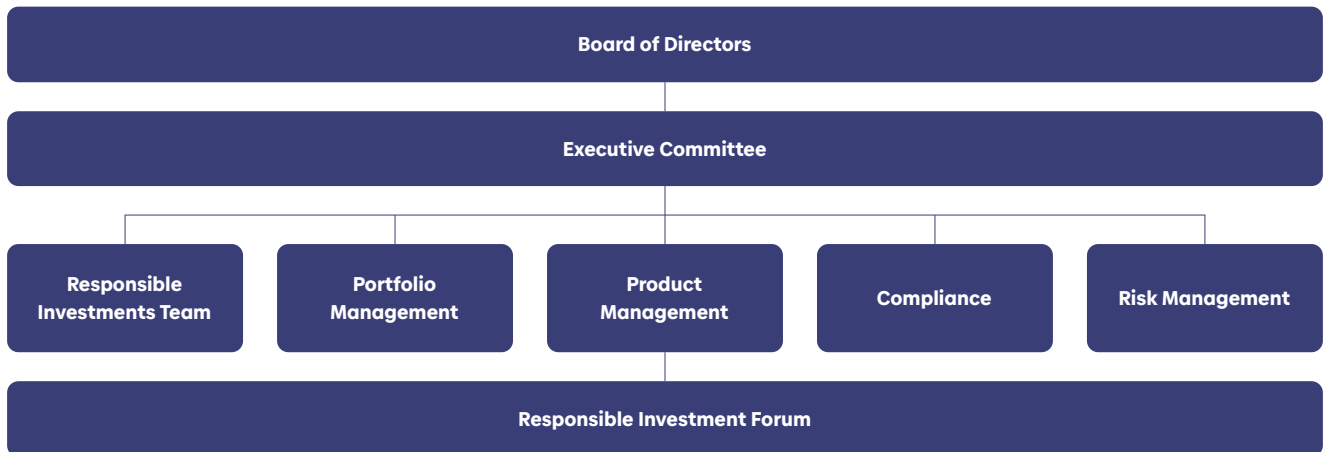 Board of Directors
Executive Committee
Responsible
Investments Team
Portfolio
Management
Product
Management
Compliance
Risk Management
Responsible Investment Forum